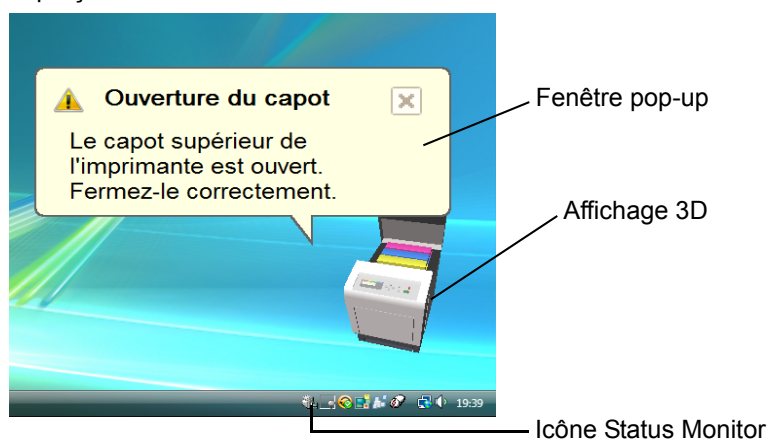 Ouverture du capot
Le capot supérieur de
l'imprimante est ouvert.
Fermez-le correctement.
Fenêtre pop-up
Affichage 3D
19:39
Icône Status Monitor